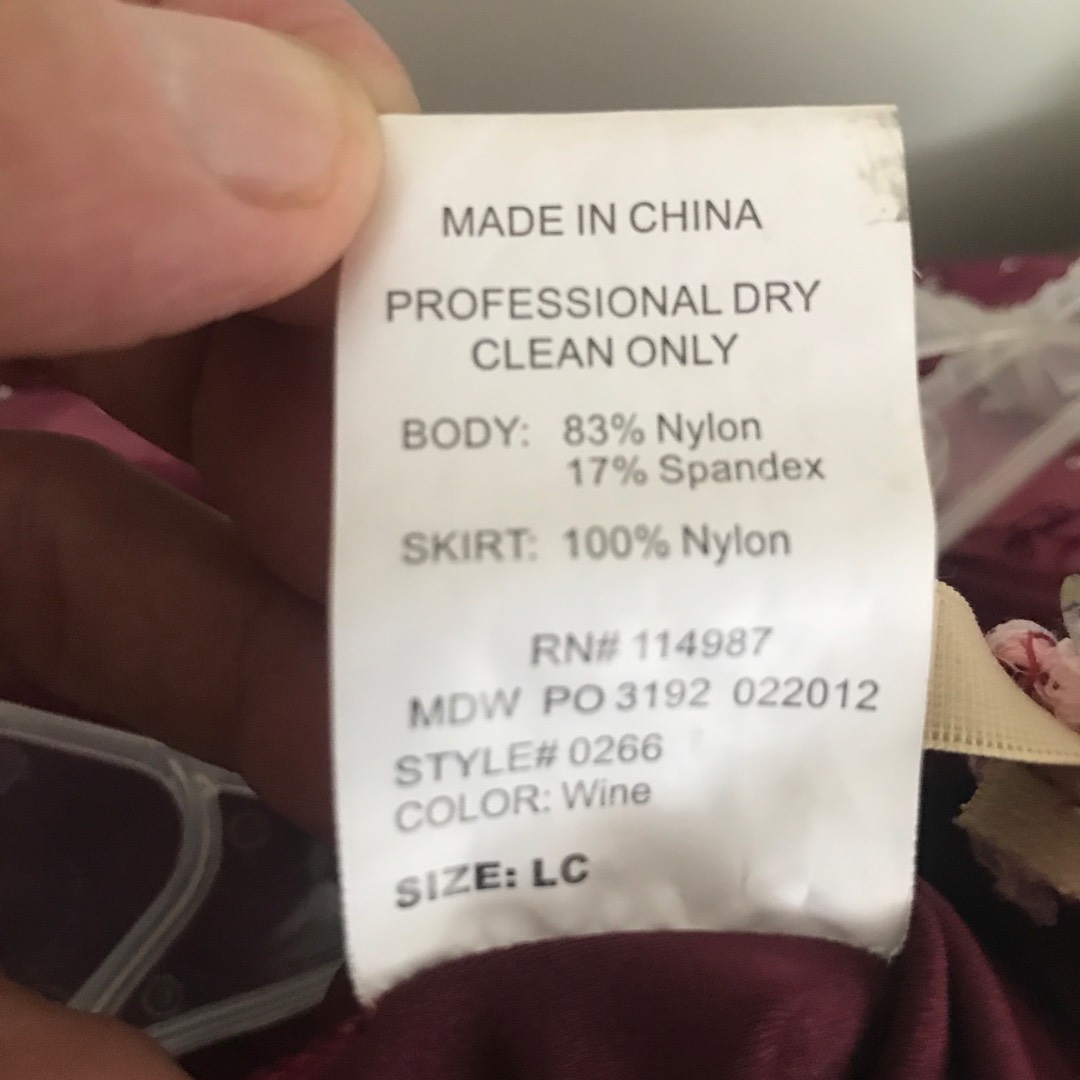 MADE IN CHINA
PROFESSIONAL DRY
CLEAN ONLY
BODY: 83% Nylon
17% Spandex
SKIRT: 100% Nylon
RN# 114987
MDW PO 3192 022012
STYLE# 0266
COLOR: Wine
SIZE: LC